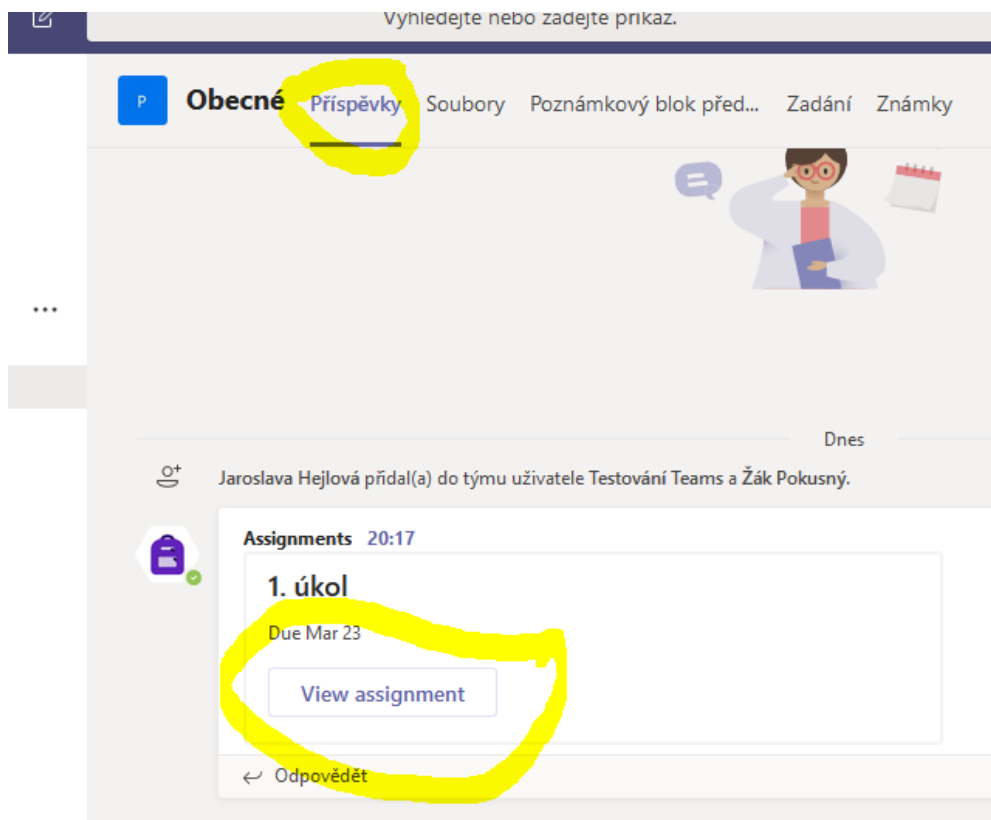 Vyhledejte nebo zadejte příkaz.
P Obecné Příspěvky Soubory Poznámkový blok před... Zadání Známky
Dnes
Jaroslava Hejlová přidal(a) do týmu uživatele Testování Teams a Žák Pokusný.
Assignments 20:17
1. úkol
Due Mar 23
View assignment
Odpovědět